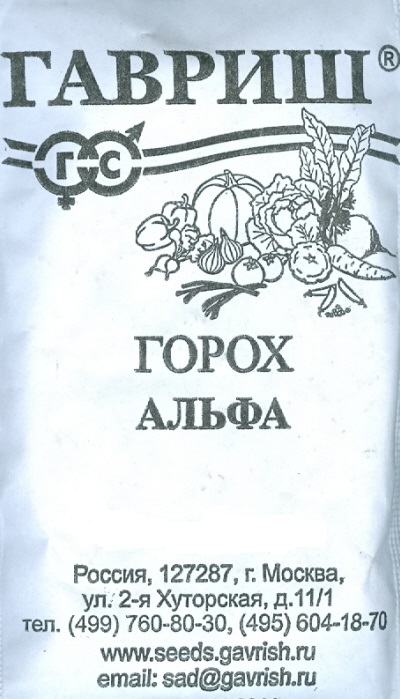 ГАВРИШ®
Г С
ГОРОХ
АЛЬФА
Россия, 127287, г. Москва,
ул. 2-я Хуторская, д.11/1
тел. (499) 760-80-30, (495) 604-18-70
www.seeds.gavrish.ru
email: sad@gavrish.ru